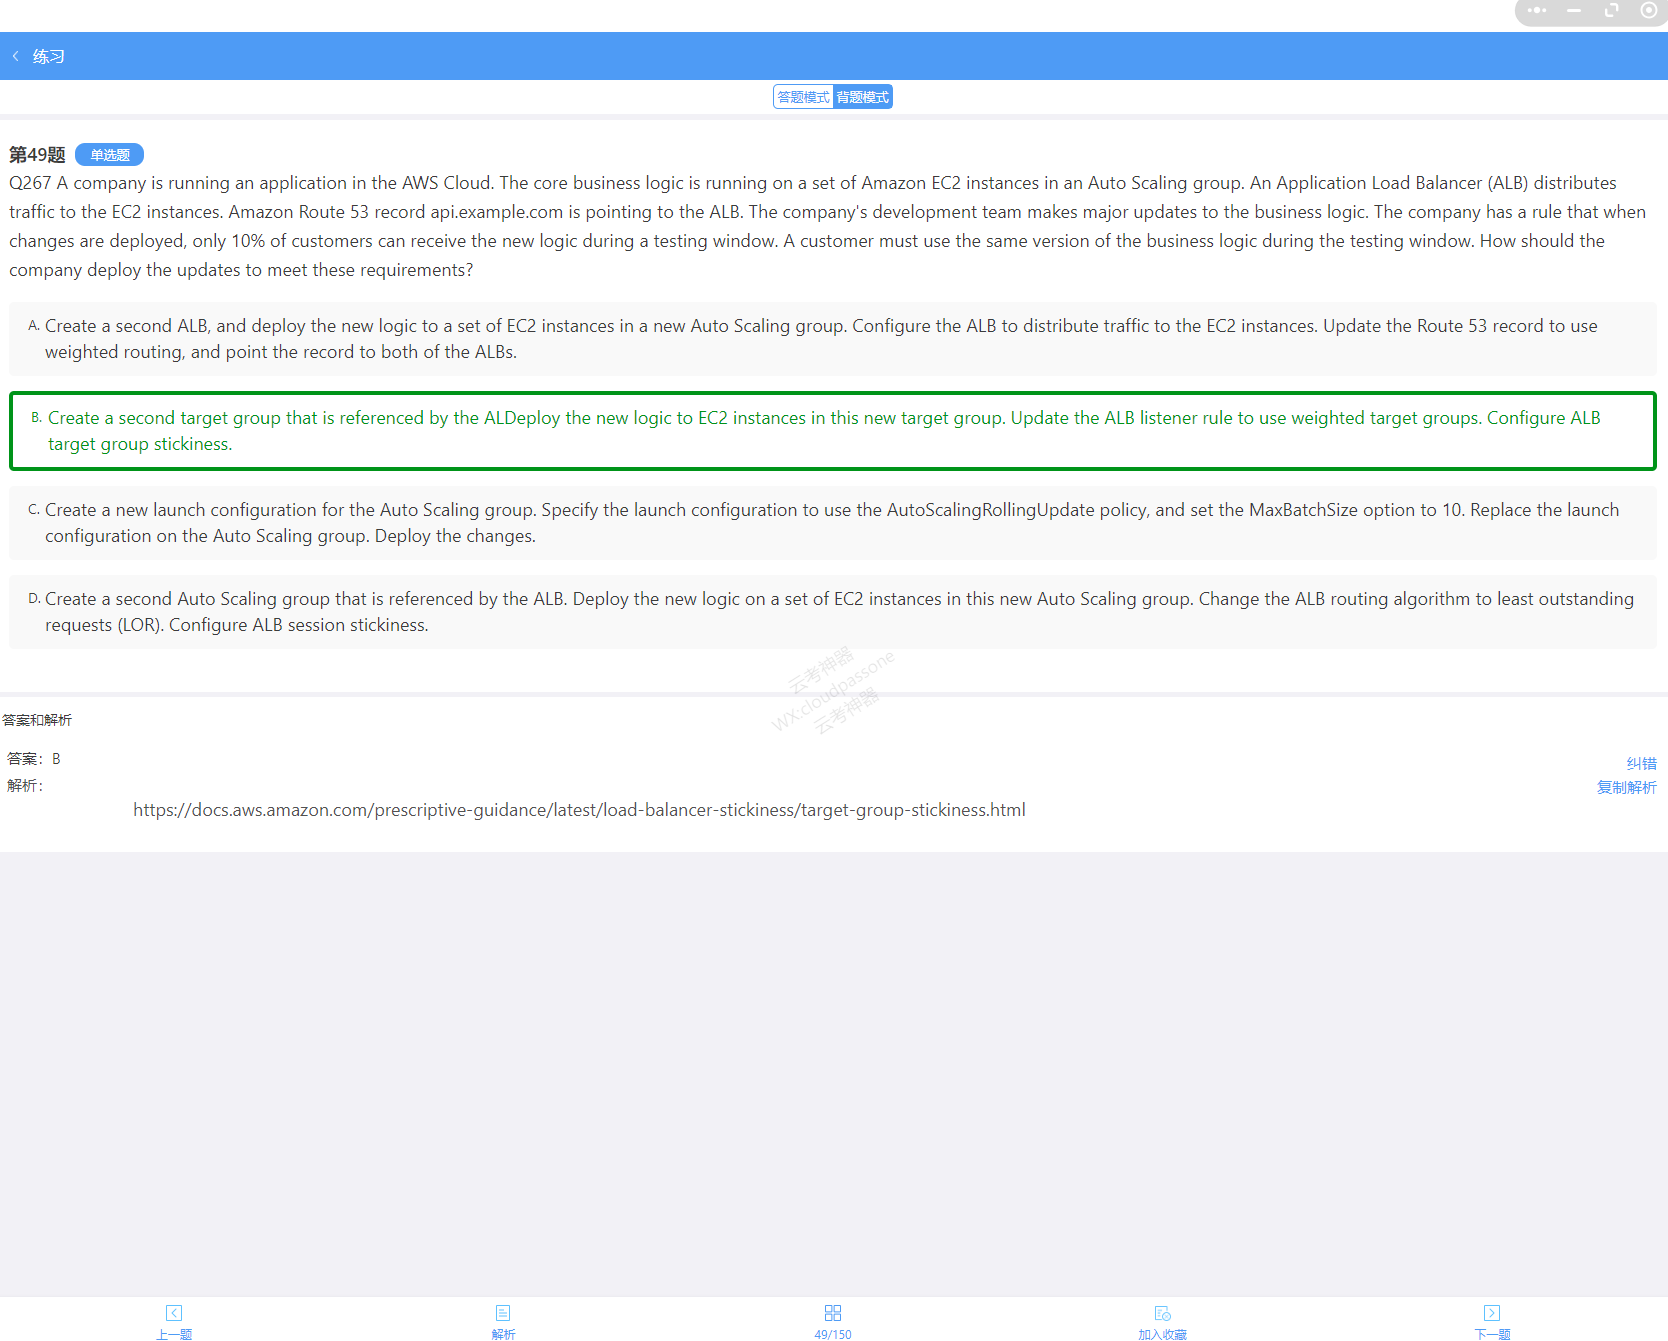 练习
答题模式 背题模式
第49题 单选题
Q267 A company is running an application in the AWS Cloud. The core business logic is running on a set of Amazon EC2 instances in an Auto Scaling group. An Application Load Balancer (ALB) distributes
traffic to the EC2 instances. Amazon Route 53 record api.example.com is pointing to the ALB. The company's development team makes major updates to the business logic. The company has a rule that when
changes are deployed, only 10% of customers can receive the new logic during a testing window. A customer must use the same version of the business logic during the testing window. How should the
company deploy the updates to meet these requirements?
A. Create a second ALB, and deploy the new logic to a set of EC2 instances in a new Auto Scaling group. Configure the ALB to distribute traffic to the EC2 instances. Update the Route 53 record to use
weighted routing, and point the record to both of the ALBs.
B. Create a second target group that is referenced by the ALDeploy the new logic to EC2 instances in this new target group. Update the ALB listener rule to use weighted target groups. Configure ALB
target group stickiness.
C. Create a new launch configuration for the Auto Scaling group. Specify the launch configuration to use the AutoScalingRollingUpdate policy, and set the MaxBatchSize option to 10. Replace the launch
configuration on the Auto Scaling group. Deploy the changes.
D. Create a second Auto Scaling group that is referenced by the ALB. Deploy the new logic on a set of EC2 instances in this new Auto Scaling group. Change the ALB routing algorithm to least outstanding
requests (LOR). Configure ALB session stickiness.
云考神器
WX:cloudpassone
云考神器
答案和解析
答案：B
纠错
解析：
复制解析
https://docs.aws.amazon.com/prescriptive-guidance/latest/load-balancer-stickiness/target-group-stickiness.html
上一题 解析 49/150 加入收藏 下一题